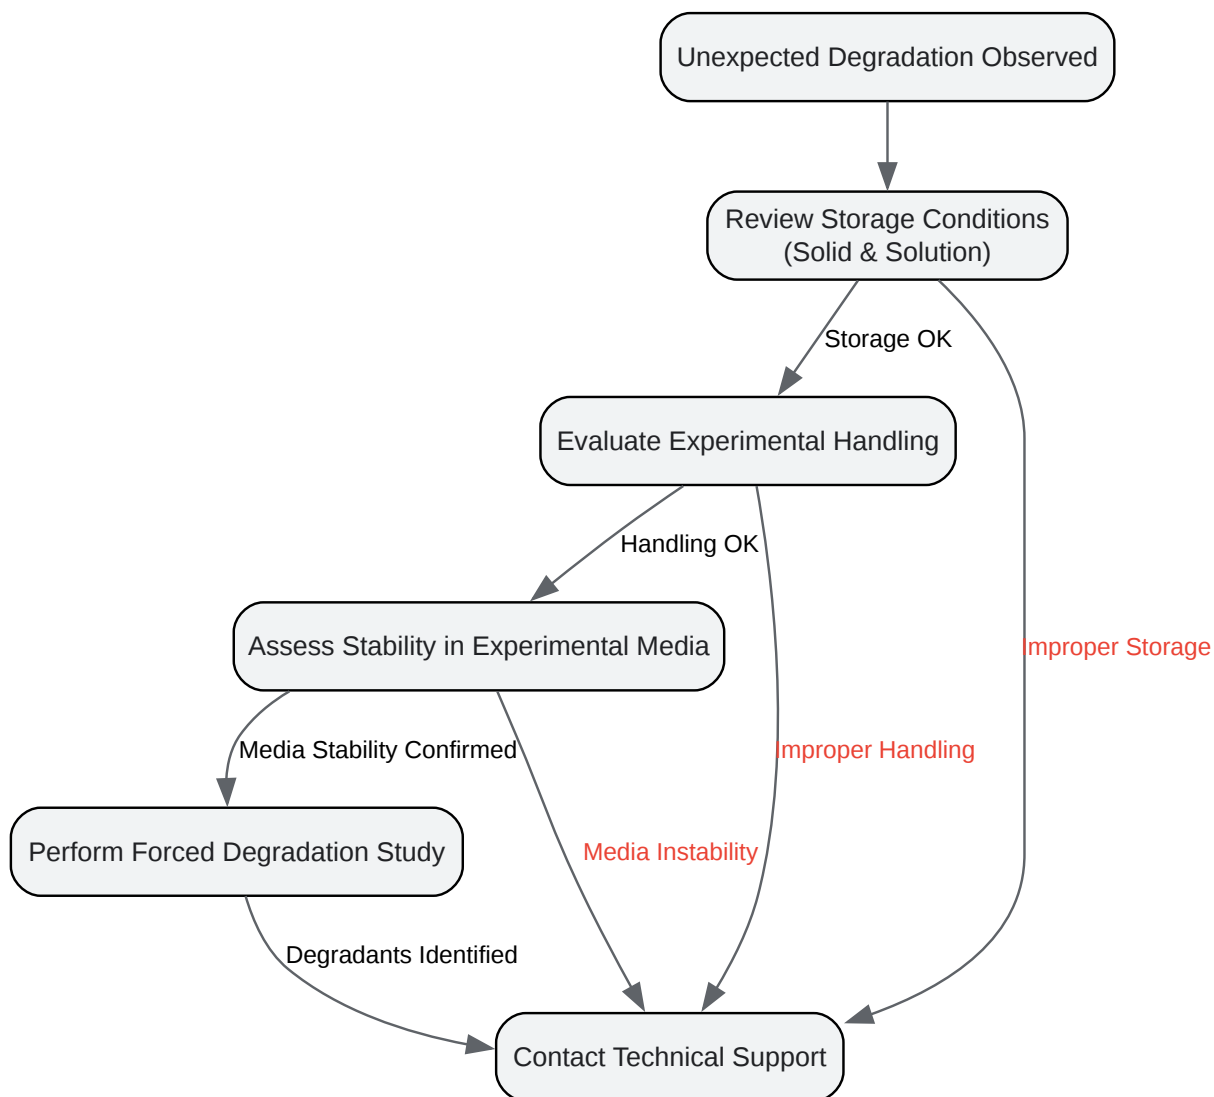 Unexpected Degradation Observed
Review Storage Conditions
(Solid & Solution)
Storage OK
Evaluate Experimental Handling
Handling OK
Assess Stability in Experimental Media
Improper Storage
Media Stability Confirmed
Improper Handling
Perform Forced Degradation Study
Media Instability
Degradants Identified
Contact Technical Support